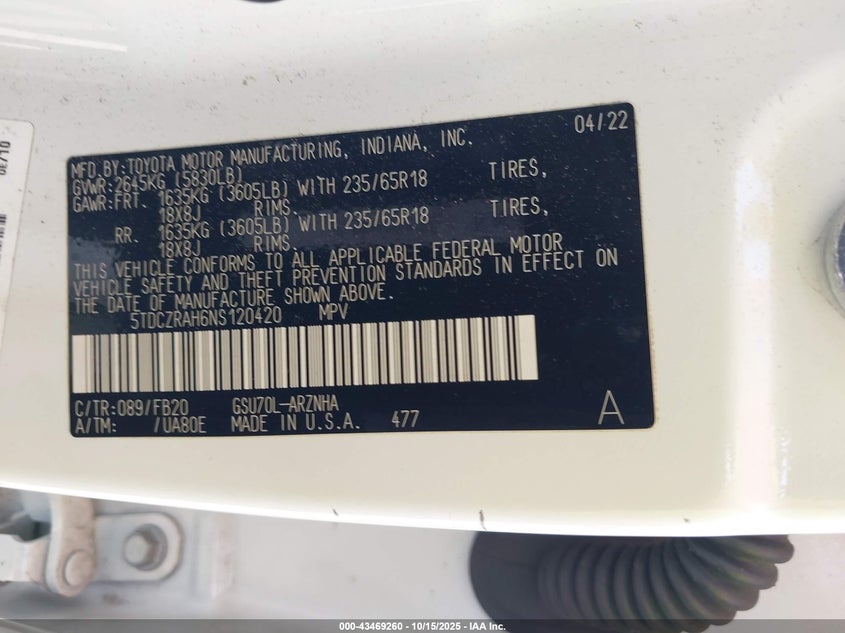 04/22
MFD.BY:TOYOTA MOTOR MANUFACTURING, INDIANA, INC.
GVWR:2645KG (5830LB)
GAWR:FRT. 1635KG (3605LB) WITH 235/65R18 TIRES,
18X8J RIMS.
RR. 1635KG (3605LB) WITH 235/65R18 TIRES,
18X8J RIMS.
THIS VEHICLE CONFORMS TO ALL APPLICABLE FEDERAL MOTOR
VEHICLE SAFETY AND THEFT PREVENTION STANDARDS IN EFFECT ON
THE DATE OF MANUFACTURE SHOWN ABOVE.
5TDCZRAH6NS120420 MPV
C/TR:089/FB20 GSU70L-ARZNHA
A/TM: /UA80E MADE IN U.S.A. 477
A
000-43469260 - 10/15/2025 - IAA Inc.